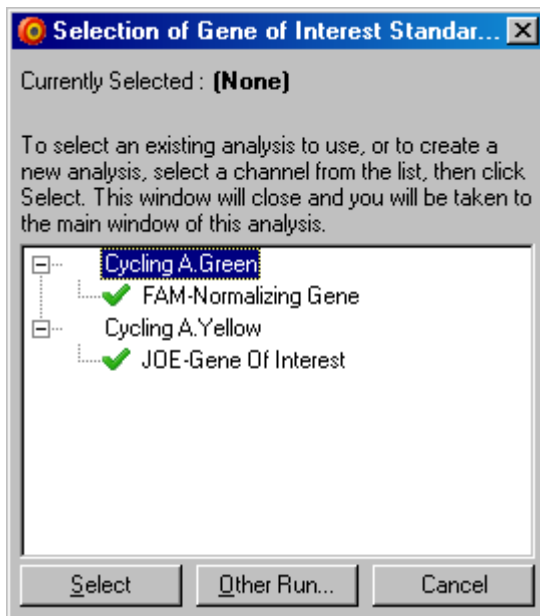 Selection of Gene of Interest Standar...
Currently Selected : (None)
To select an existing analysis to use, or to create a
new analysis, select a channel from the list, then click
Select. This window will close and you will be taken to
the main window of this analysis.
Cycling A.Green
FAM-Normalizing Gene
Cycling A.Yellow
JOE-Gene Of Interest
Select Other Run... Cancel